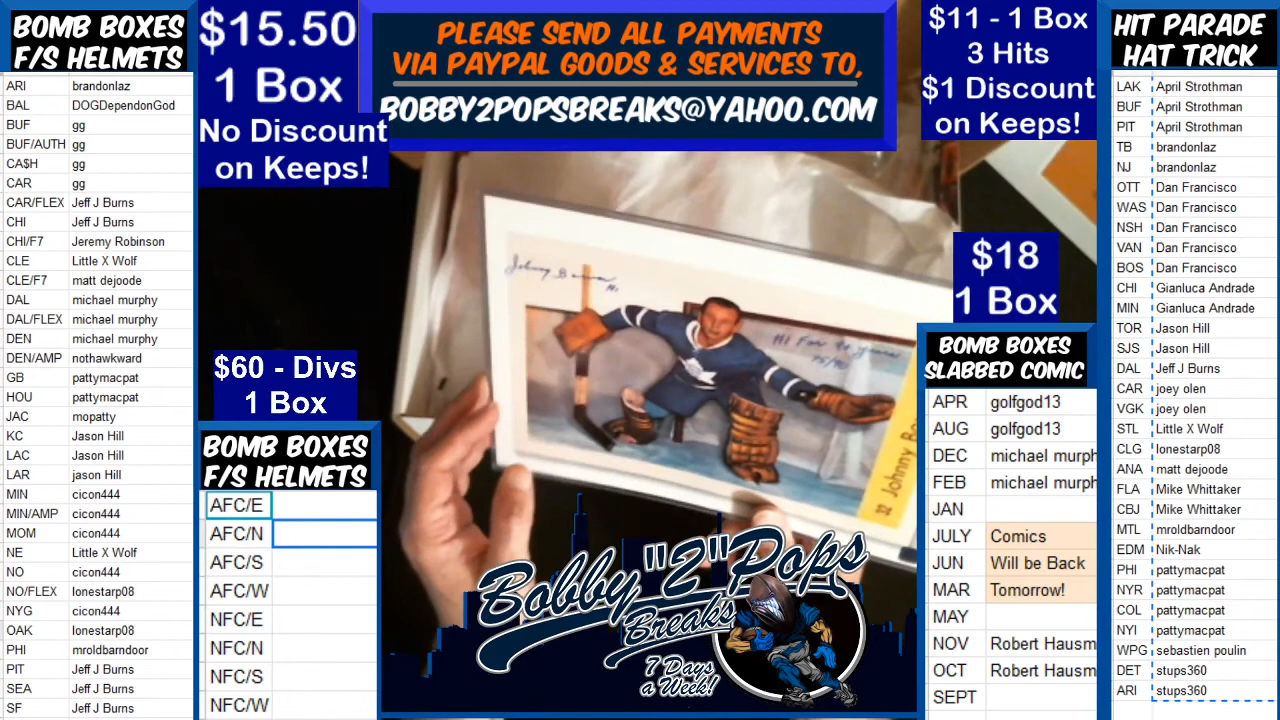 BOMB BOXES
F/S HELMETS
ARI brandonlaz
BAL DOGDependonGod
BUF gg
BUF/AUTH gg
CA$H gg
CAR gg
CAR/FLEX Jeff J Burns
CHI Jeff J Burns
CHI/F7 Jeremy Robinson
CLE Little X Wolf
CLE/F7 matt dejoode
DAL michael murphy
DAL/FLEX michael murphy
DEN michael murphy
DEN/AMP nothawkward
GB pattymacpat
HOU pattymacpat
JAC mopatty
KC Jason Hill
LAC Jason Hill
LAR jason Hill
MIN cicon444
MIN/AMP cicon444
MOM cicon444
NE Little X Wolf
NO cicon444
NO/FLEX lonestarp08
NYG cicon444
OAK lonestarp08
PHI mroldbarndoor
PIT Jeff J Burns
SEA Jeff J Burns
SF Jeff J Burns
$15.50
1 Box
No Discount
on Keeps!
$60 - Divs
1 Box
BOMB BOXES
F/S HELMETS
AFC/E
AFC/N
AFC/S
AFC/W
NFC/E
NFC/N
NFC/S
NFC/W
PLEASE SEND ALL PAYMENTS
VIA PAYPAL GOODS & SERVICES TO,
BOBBY2POPSBREAKS@YAHOO.COM
Johnny
Johnny
Bobby "2" Pops
Breaks
7 Days
a Week!
$11 - 1 Box
3 Hits
$1 Discount
on Keeps!
$18
1 Box
BOMB BOXES
SLABBED COMIC
APR golfgod13
AUG golfgod13
DEC michael murph
FEB michael murph
JAN
JULY Comics
JUN Will be Back
MAR Tomorrow!
MAY
NOV Robert Hausm
OCT Robert Hausm
SEPT
HIT PARADE
HAT TRICK
LAK April Strothman
BUF April Strothman
PIT April Strothman
TB brandonlaz
NJ brandonlaz
OTT Dan Francisco
WAS Dan Francisco
NSH Dan Francisco
VAN Dan Francisco
BOS Dan Francisco
CHI Gianluca Andrade
MIN Gianluca Andrade
TOR Jason Hill
SJS Jason Hill
DAL Jeff J Burns
CAR joey olen
VGK joey olen
STL Little X Wolf
CLG lonestarp08
ANA matt dejoode
FLA Mike Whittaker
CBJ Mike Whittaker
MTL mroldbarndoor
EDM Nik-Nak
PHI pattymacpat
NYR pattymacpat
COL pattymacpat
NYI pattymacpat
WPG sebastien poulin
DET stups360
ARI stups360